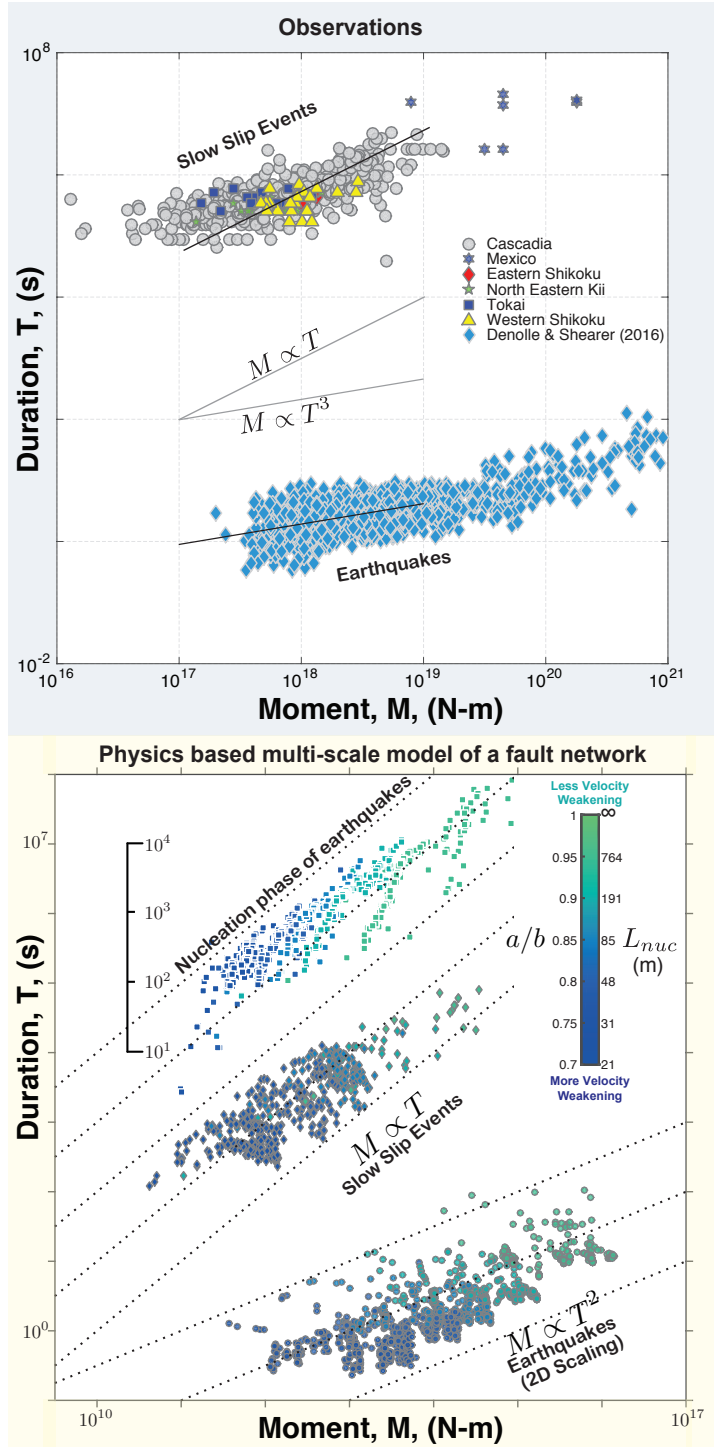 Observations
10^8
Slow Slip Events
Cascadia
Mexico
Eastern Shikoku
North Eastern Kii
Tokai
Western Shikoku
Denolle & Shearer (2016)
M ∝ T
M ∝ T^3
Duration, T, (s)
Earthquakes
10^-2
10^16
10^17
10^18
10^19
10^20
10^21
Moment, M, (N-m)
Physics based multi-scale model of a fault network
Nucleation phase of earthquakes
10^4
10^3
10^2
10^1
Less Velocity
Weakening
1
0.95
0.9
0.85
0.8
0.75
0.7
a/b
∞
764
191
85
48
31
21
L_nuc
(m)
More Velocity
Weakening
10^7
Duration, T, (s)
M ∝ T
Slow Slip Events
10^0
M ∝ T^2
Earthquakes
(2D Scaling)
10^10
10^17
Moment, M, (N-m)